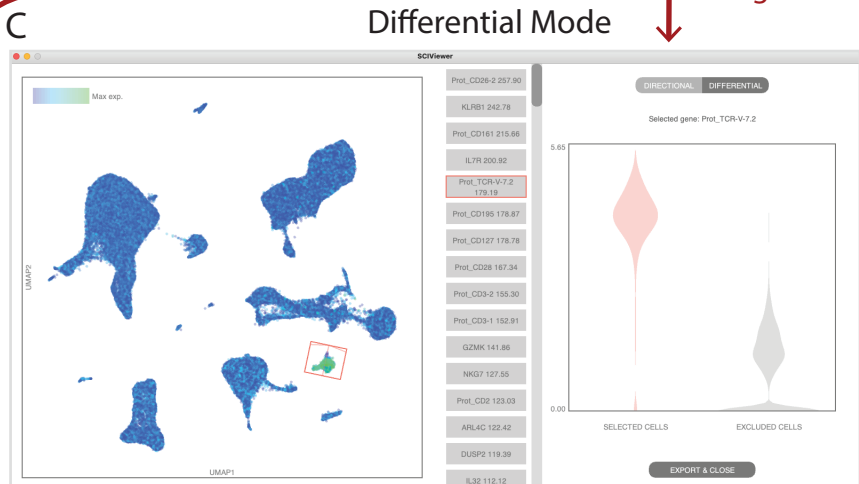 C
Differential Mode
SCIViewer
Max exp.
UMAP2
UMAP1
Prot_CD26-2 257.90
KLRB1 242.78
Prot_CD161 215.66
IL7R 200.92
Prot_TCR-V-7.2
179.19
Prot_CD195 178.87
Prot_CD127 178.78
Prot_CD28 167.34
Prot_CD3-2 155.30
Prot_CD3-1 152.91
GZMK 141.86
NKG7 127.55
Prot_CD2 123.03
ARL4C 122.42
DUSP2 119.39
IL32 112.12
DIRECTIONAL DIFFERENTIAL
Selected gene: Prot_TCR-V-7.2
5.65
0.00
SELECTED CELLS EXCLUDED CELLS
EXPORT & CLOSE